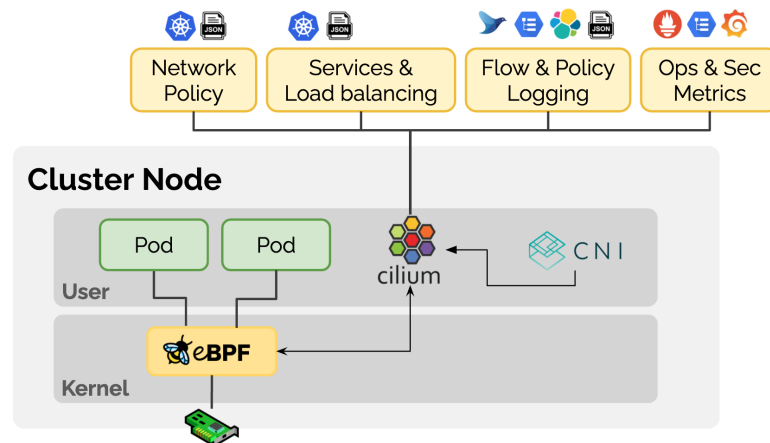 JSON
JSON
JSON
Network
Policy
Services &
Load balancing
Flow & Policy
Logging
Ops & Sec
Metrics
Cluster Node
Pod
Pod
cilium
CNI
User
eBPF
Kernel